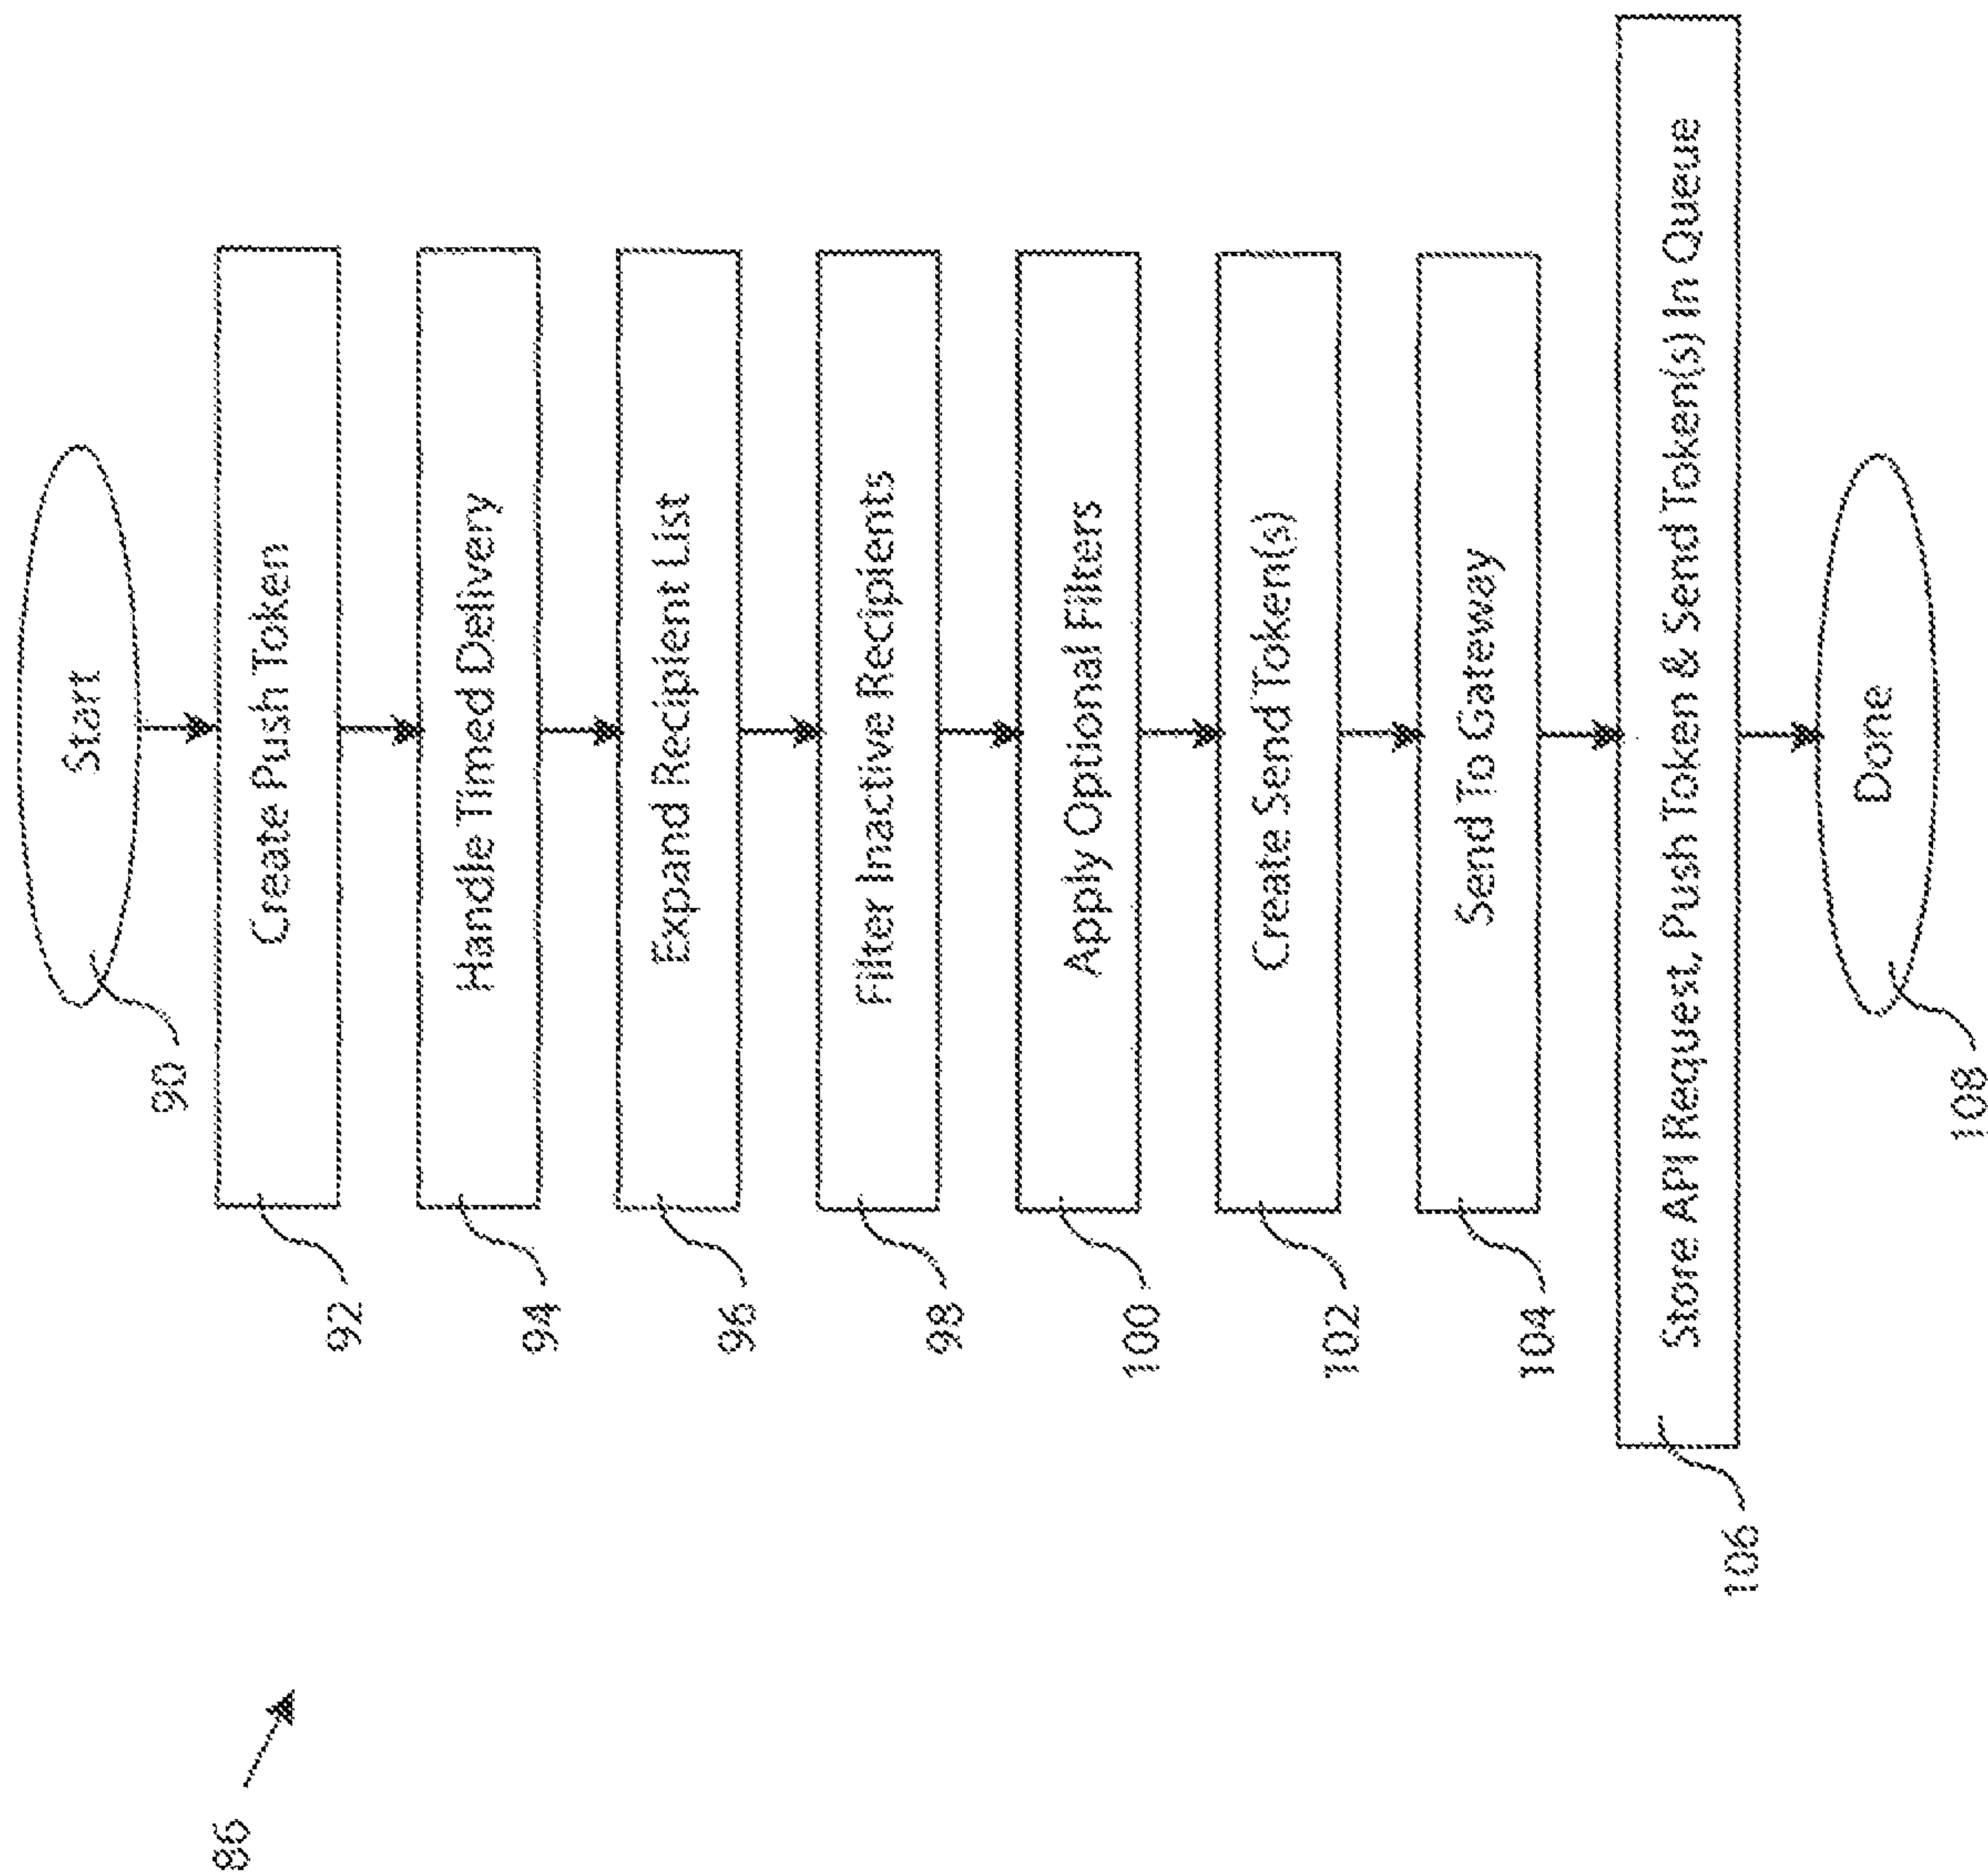 86
Start
90
Create Push Token
92
Handle Timed Delivery
94
Expand Recipient List
96
Filter Inactive Recipients
98
Apply Optional Filters
100
Create Send Token(s)
102
Send To Gateway
104
Store API Request, Push Token & Send Token(s) In Queue
106
Done
108